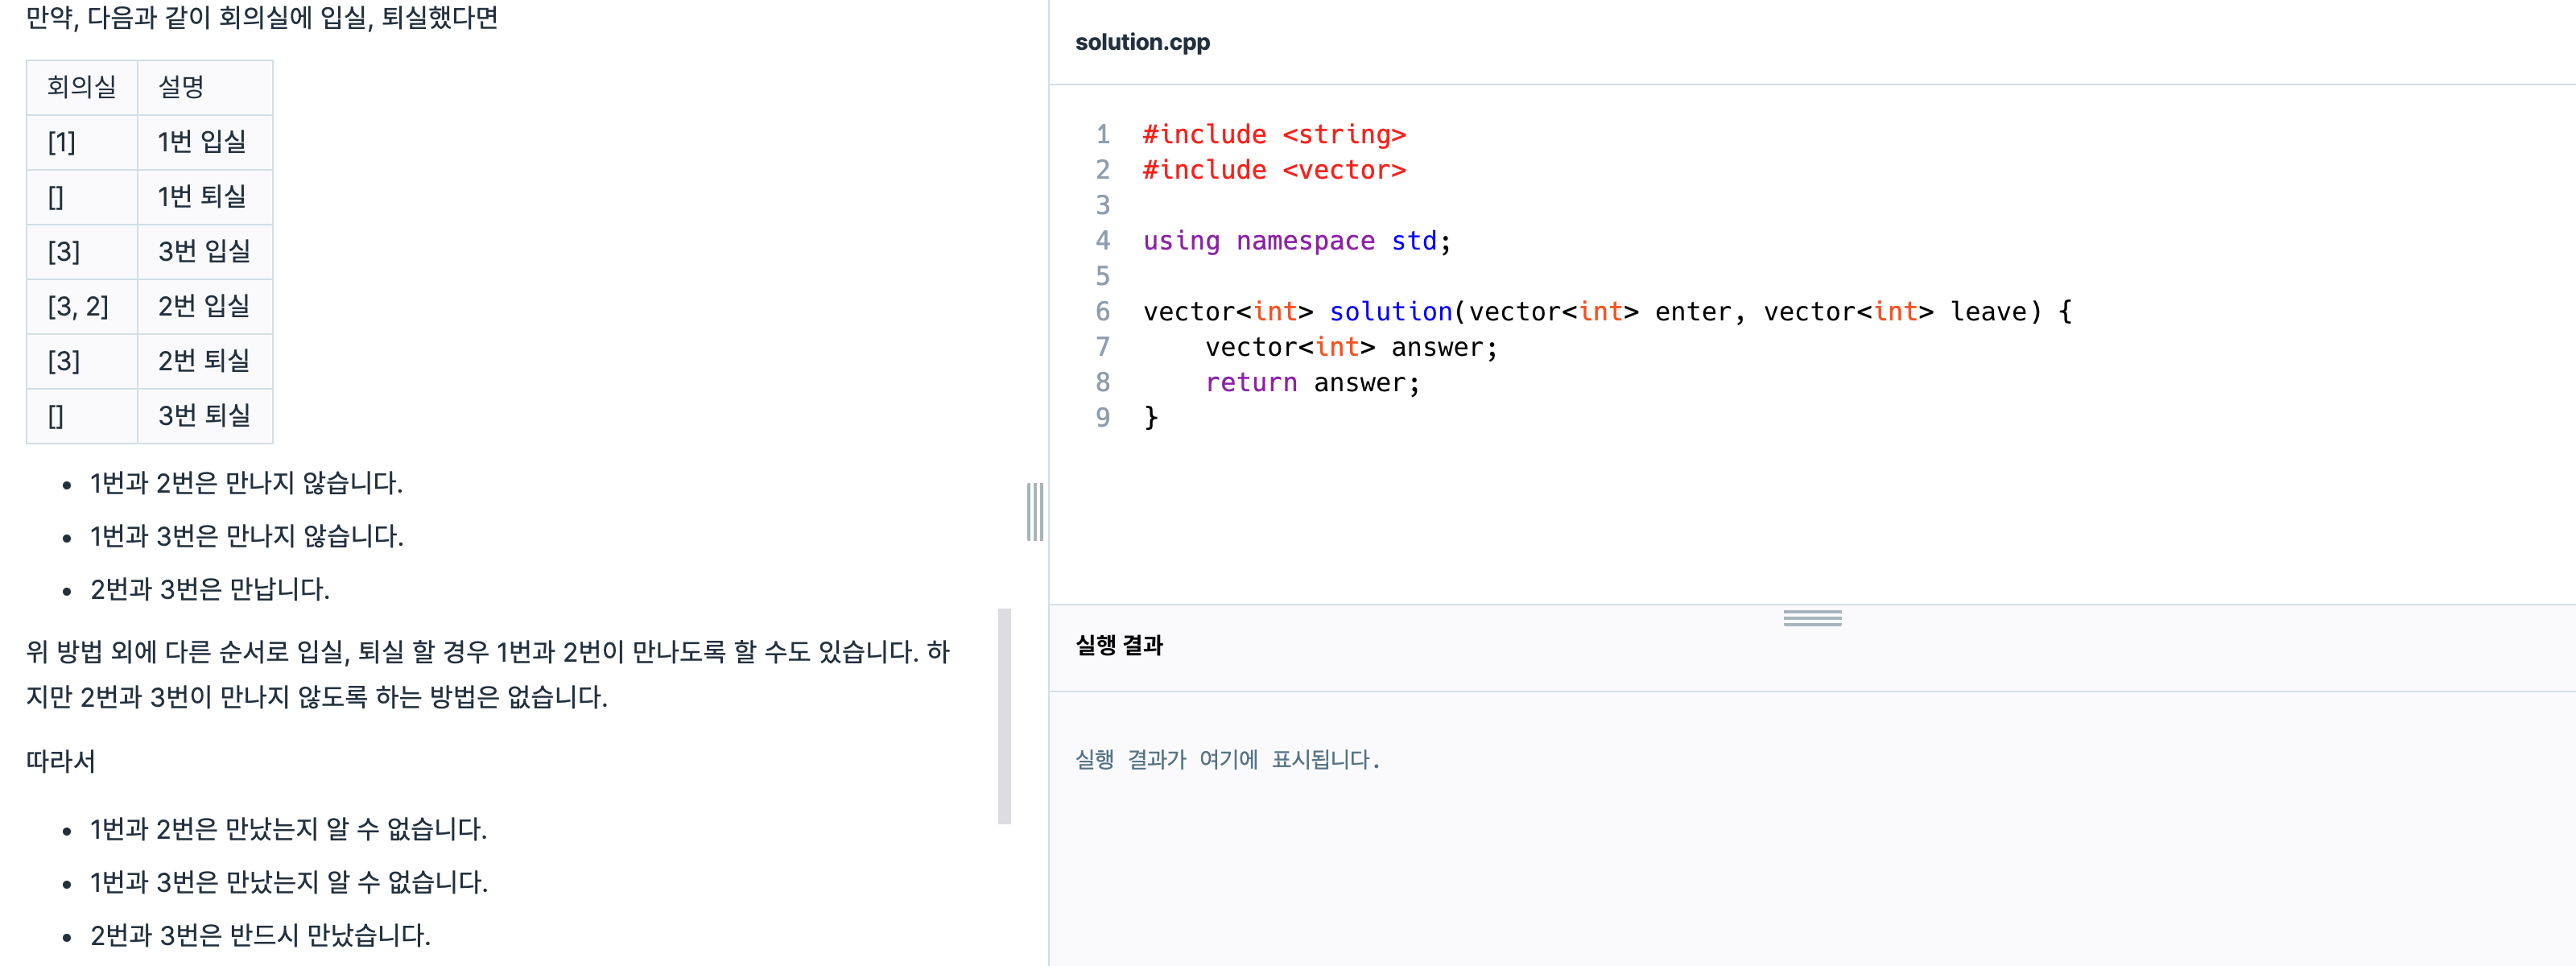 만약, 다음과 같이 회의실에 입실, 퇴실했다면
회의실 설명
[1] 1번 입실
[] 1번 퇴실
[3] 3번 입실
[3, 2] 2번 입실
[3] 2번 퇴실
[] 3번 퇴실
• 1번과 2번은 만나지 않습니다.
• 1번과 3번은 만나지 않습니다.
• 2번과 3번은 만납니다.
위 방법 외에 다른 순서로 입실, 퇴실 할 경우 1번과 2번이 만나도록 할 수도 있습니다. 하
지만 2번과 3번이 만나지 않도록 하는 방법은 없습니다.
따라서
• 1번과 2번은 만났는지 알 수 없습니다.
• 1번과 3번은 만났는지 알 수 없습니다.
• 2번과 3번은 반드시 만났습니다.
solution.cpp
1 #include <string>
2 #include <vector>
3
4 using namespace std;
5
6 vector<int> solution(vector<int> enter, vector<int> leave) {
7     vector<int> answer;
8     return answer;
9 }
실행 결과
실행 결과가 여기에 표시됩니다.